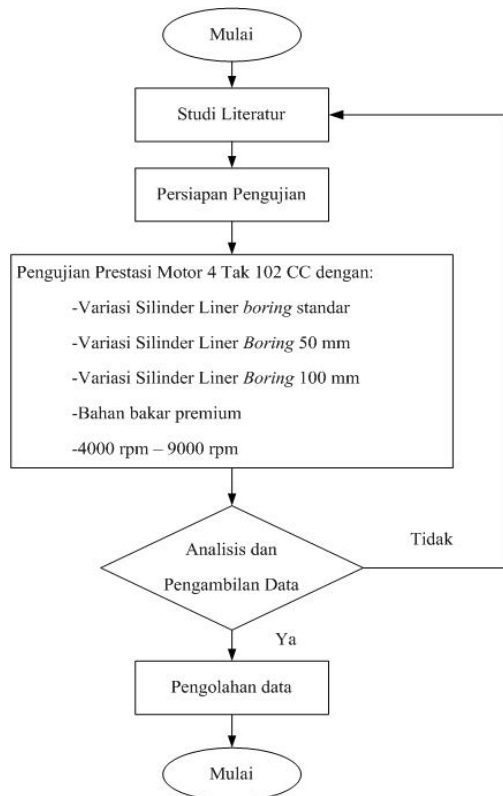 Mulai
Studi Literatur
Persiapan Pengujian
Pengujian Prestasi Motor 4 Tak 102 CC dengan:
-Variasi Silinder Liner boring standar
-Variasi Silinder Liner Boring 50 mm
-Variasi Silinder Liner Boring 100 mm
-Bahan bakar premium
-4000 rpm – 9000 rpm
Analisis dan
Pengambilan Data
Tidak
Ya
Pengolahan data
Mulai